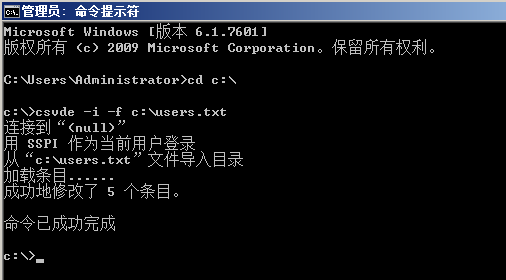 管理员: 命令提示符
Microsoft Windows [版本 6.1.7601]
版权所有 (c) 2009 Microsoft Corporation。保留所有权利。
C:\Users\Administrator>cd c:\
c:\>csvde -i -f c:\users.txt
连接到“(null)”
用 SSPI 作为当前用户登录
从“c:\users.txt”文件导入目录
加载条目......
成功地修改了 5 个条目。
命令已成功完成
c:\>_